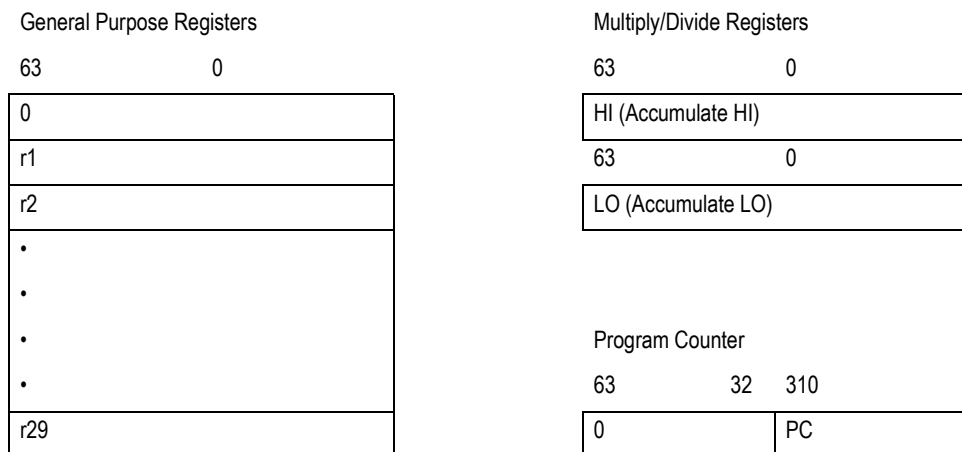 General Purpose Registers
63 0
0
r1
r2
•
•
•
•
r29
Multiply/Divide Registers
63 0
HI (Accumulate HI)
63 0
LO (Accumulate LO)
Program Counter
63 32 310
0 PC